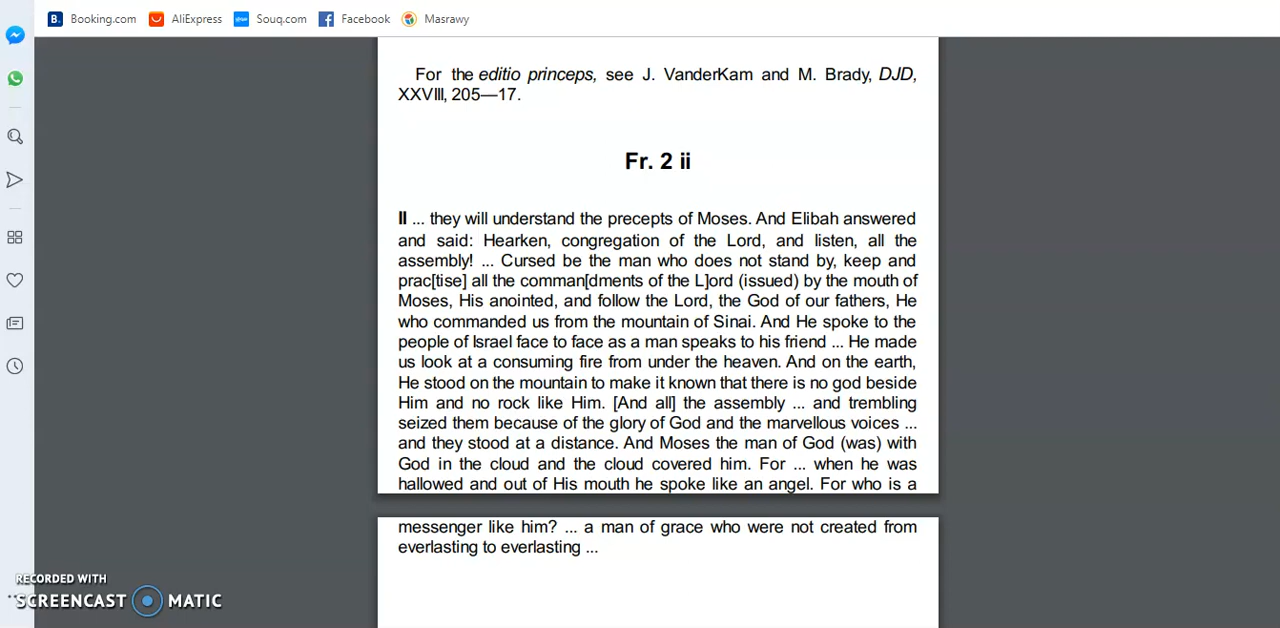 Booking.com AliExpress Souq.com Facebook Masrawy
For the editio princeps, see J. VanderKam and M. Brady, DJD,
XXVIII, 205—17.
Fr. 2 ii
II ... they will understand the precepts of Moses. And Elibah answered
and said: Hearken, congregation of the Lord, and listen, all the
assembly! ... Cursed be the man who does not stand by, keep and
prac[tise] all the comman[dments of the L]ord (issued) by the mouth of
Moses, His anointed, and follow the Lord, the God of our fathers, He
who commanded us from the mountain of Sinai. And He spoke to the
people of Israel face to face as a man speaks to his friend ... He made
us look at a consuming fire from under the heaven. And on the earth,
He stood on the mountain to make it known that there is no god beside
Him and no rock like Him. [And all] the assembly ... and trembling
seized them because of the glory of God and the marvellous voices ...
and they stood at a distance. And Moses the man of God (was) with
God in the cloud and the cloud covered him. For ... when he was
hallowed and out of His mouth he spoke like an angel. For who is a
messenger like him? ... a man of grace who were not created from
everlasting to everlasting ...
RECORDED WITH
SCREENCAST MATIC